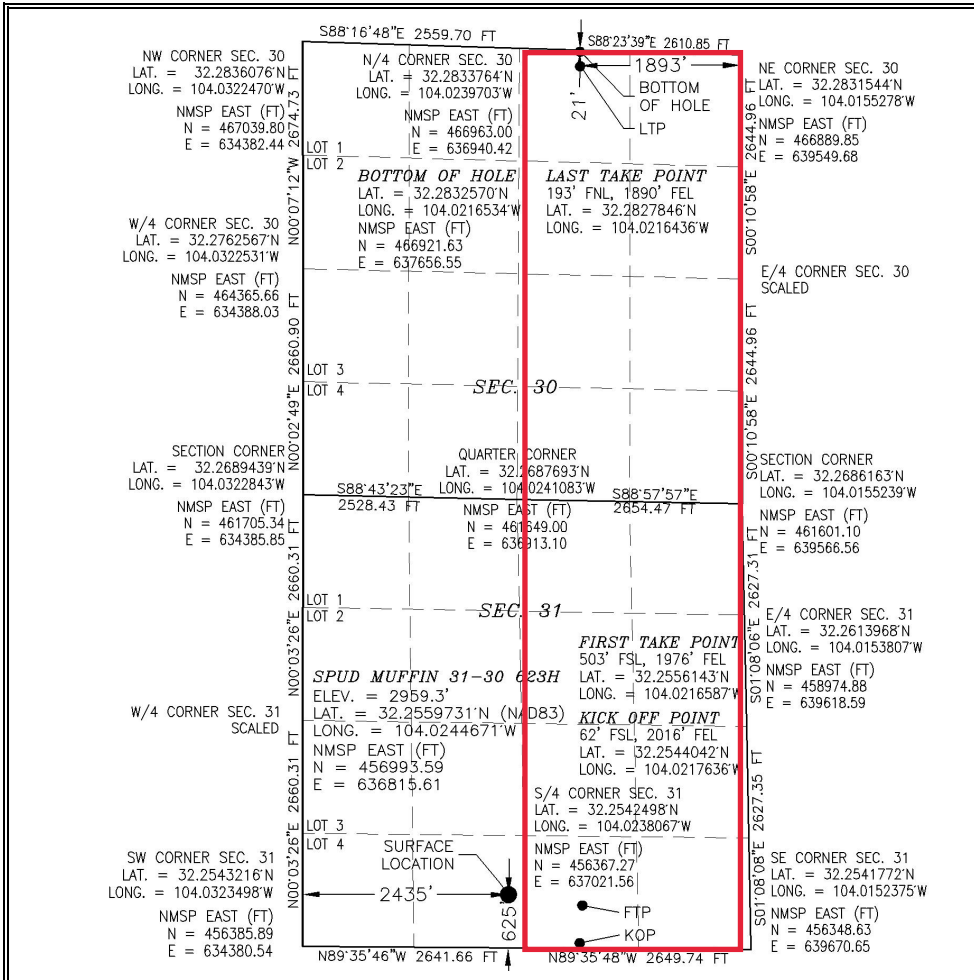 S88°16'48"E 2559.70 FT
S88°23'39"E 2610.85 FT
NW CORNER SEC. 30
LAT. = 32.2836076°N
LONG. = 104.0322470°W
NMSP EAST (FT)
N = 467039.80
E = 634382.44
N/4 CORNER SEC. 30
LAT. = 32.2833764°N
LONG. = 104.0239703°W
NMSP EAST (FT)
N = 466963.00
E = 636940.42
1893'
BOTTOM
OF HOLE
21'
LTP
NE CORNER SEC. 30
LAT. = 32.2831544°N
LONG. = 104.0155278°W
NMSP EAST (FT)
N = 466889.85
E = 639549.68
N00°07'12"W 2674.73 FT
S00°10'58"E 2644.96 FT
LOT 1
LOT 2
BOTTOM OF HOLE
LAT. = 32.2832570°N
LONG. = 104.0216534°W
NMSP EAST (FT)
N = 466921.63
E = 637656.55
LAST TAKE POINT
193' FNL, 1890' FEL
LAT. = 32.2827846°N
LONG. = 104.0216436°W
W/4 CORNER SEC. 30
LAT. = 32.2762567°N
LONG. = 104.0322531°W
NMSP EAST (FT)
N = 464365.66
E = 634388.03
E/4 CORNER SEC. 30
SCALED
N00°02'49"E 2660.90 FT
S00°10'58"E 2644.96 FT
LOT 3
LOT 4
SEC. 30
SECTION CORNER
LAT. = 32.2689439°N
LONG. = 104.0322843°W
NMSP EAST (FT)
N = 461705.34
E = 634385.85
QUARTER CORNER
LAT. = 32.2687693°N
LONG. = 104.0241083°W
S88°43'23"E
2528.43 FT
S88°57'57"E
2654.47 FT
NMSP EAST (FT)
N = 461649.00
E = 636913.10
SECTION CORNER
LAT. = 32.2686163°N
LONG. = 104.0155239°W
NMSP EAST (FT)
N = 461601.10
E = 639566.56
N00°03'26"E 2660.31 FT
S01°08'06"E 2627.31 FT
LOT 1
LOT 2
SEC. 31
E/4 CORNER SEC. 31
LAT. = 32.2613968°N
LONG. = 104.0153807°W
NMSP EAST (FT)
N = 458974.88
E = 639618.59
SPUD MUFFIN 31-30 623H
ELEV. = 2959.3'
LAT. = 32.2559731°N (NAD83)
LONG. = 104.0244671°W
NMSP EAST (FT)
N = 456993.59
E = 636815.61
FIRST TAKE POINT
503' FSL, 1976' FEL
LAT. = 32.2556143°N
LONG. = 104.0216587°W
KICK OFF POINT
62' FSL, 2016' FEL
LAT. = 32.2544042°N
LONG. = 104.0217636°W
W/4 CORNER SEC. 31
SCALED
N00°03'26"E 2660.31 FT
S01°08'08"E 2627.35 FT
S/4 CORNER SEC. 31
LAT. = 32.2542498°N
LONG. = 104.0238067°W
NMSP EAST (FT)
N = 456367.27
E = 637021.56
LOT 3
LOT 4
SURFACE
LOCATION
2435'
625'
FTP
KOP
SW CORNER SEC. 31
LAT. = 32.2543216°N
LONG. = 104.0323498°W
NMSP EAST (FT)
N = 456385.89
E = 634380.54
SE CORNER SEC. 31
LAT. = 32.2541772°N
LONG. = 104.0152375°W
NMSP EAST (FT)
N = 456348.63
E = 639670.65
N89°35'46"W 2641.66 FT
N89°35'48"W 2649.74 FT